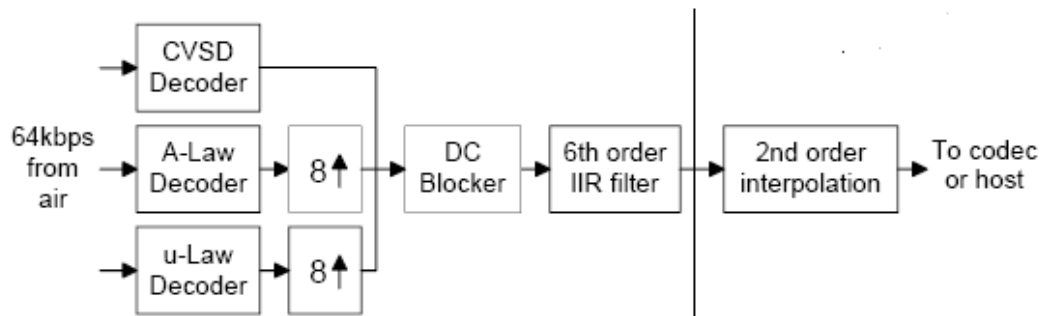 CVSD
Decoder
64kbps
from
air
A-Law
Decoder
8
DC
Blocker
6th order
IIR filter
2nd order
interpolation
To codec
or host
u-Law
Decoder
8